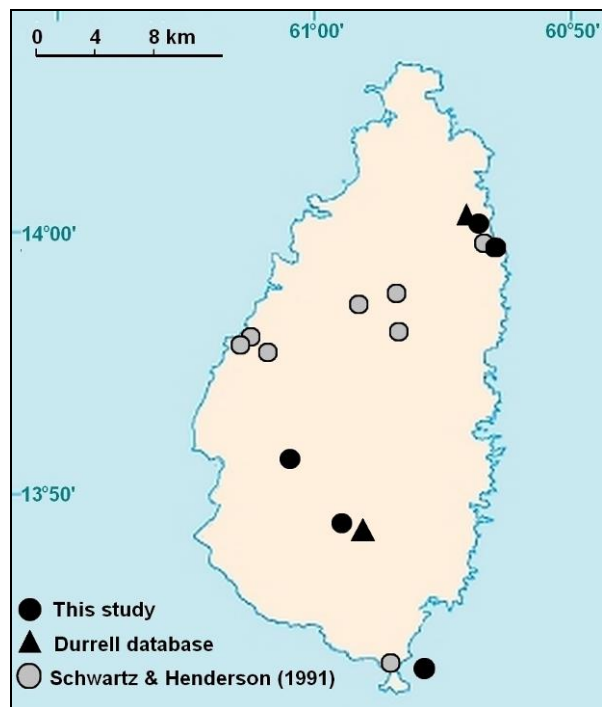 0 4 8 km
61°00' 60°50'
14°00'
13°50'
This study
Durrell database
Schwartz & Henderson (1991)